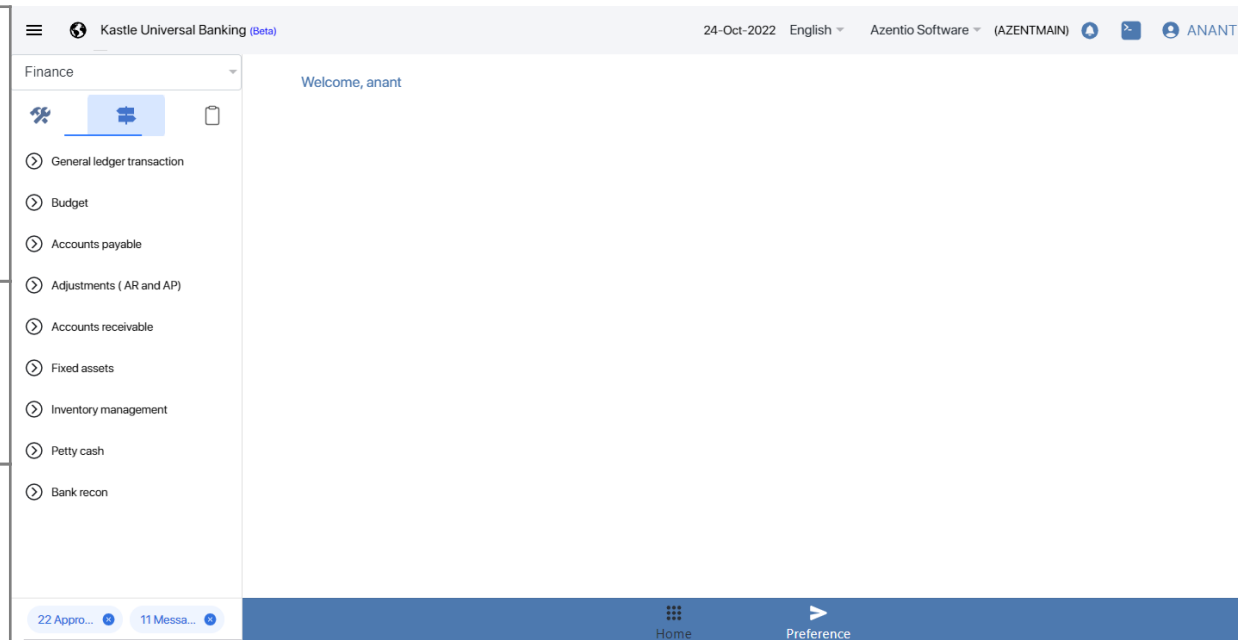 Kastle Universal Banking (Beta)
24-Oct-2022 English Azentio Software (AZENTMAIN) ANANT
Finance
Welcome, anant
General ledger transaction
Budget
Accounts payable
Adjustments ( AR and AP)
Accounts receivable
Fixed assets
Inventory management
Petty cash
Bank recon
22 Appro... 11 Messa...
Home Preference